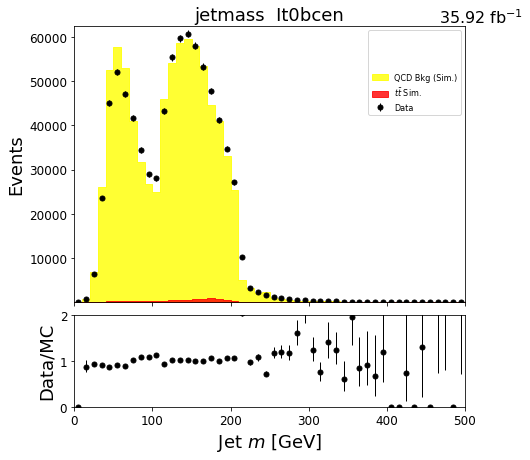 jetmass It0bcen
35.92 fb⁻¹
QCD Bkg (Sim.)
tt̄ Sim.
Data
Events
60000
50000
40000
30000
20000
10000
Data/MC
2
1
0
0 100 200 300 400 500
Jet m [GeV]